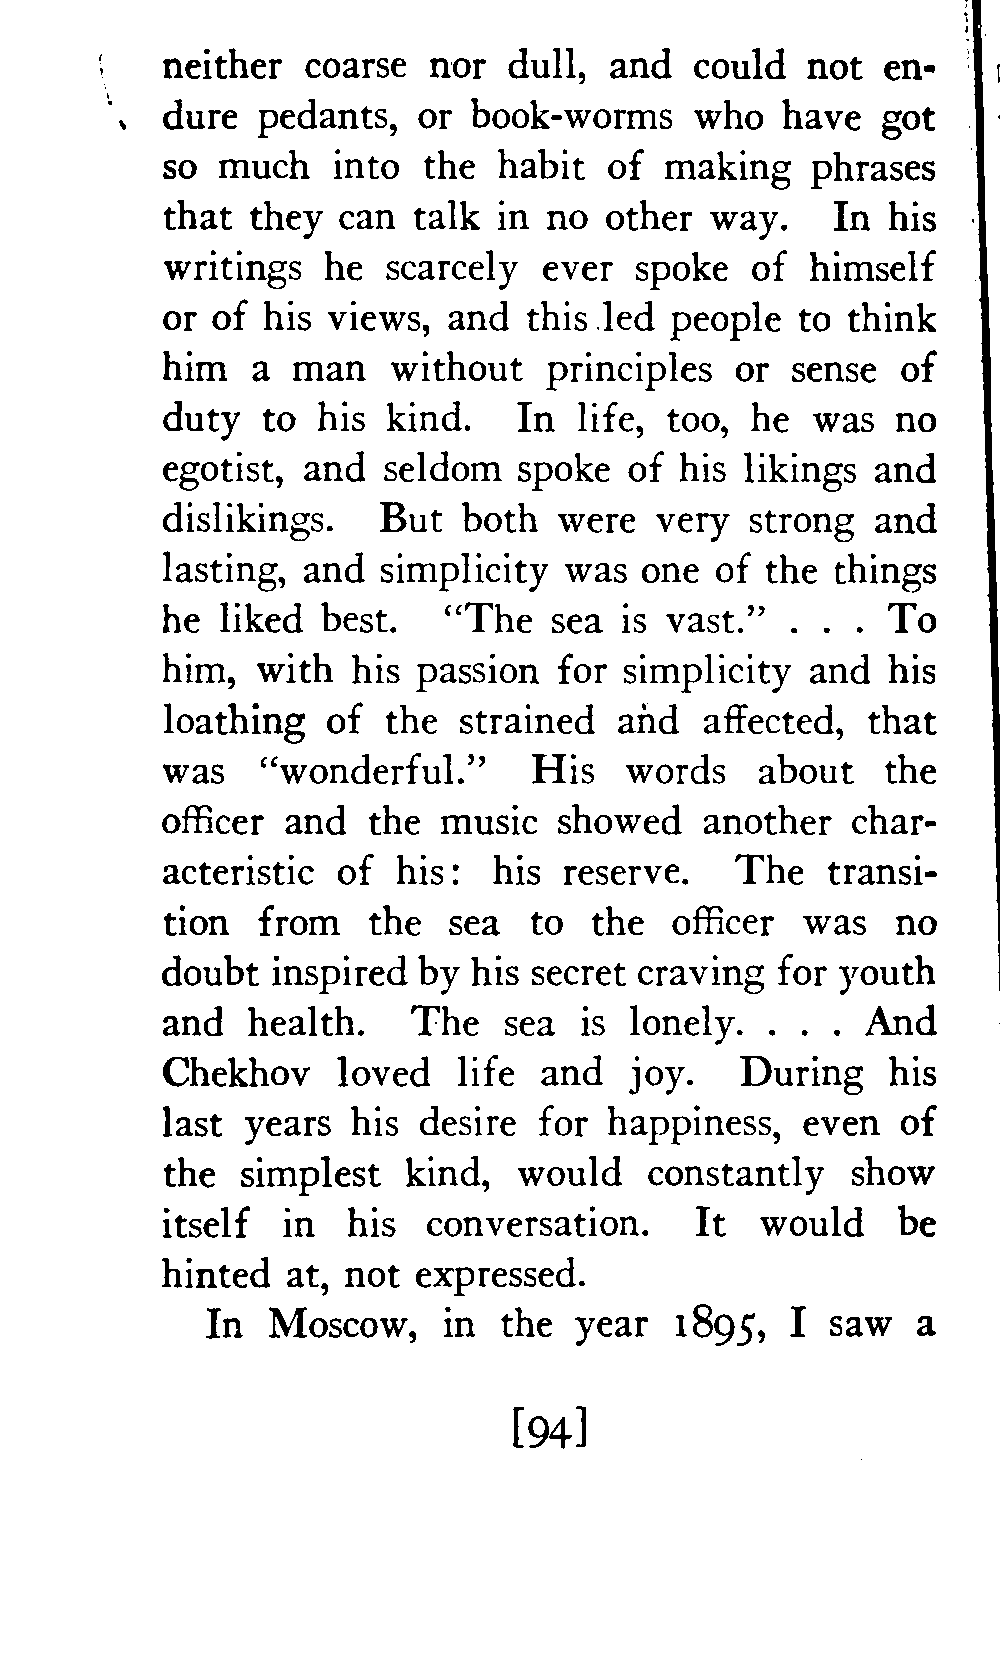 neither coarse nor dull, and could not en-
dure pedants, or book-worms who have got
so much into the habit of making phrases
that they can talk in no other way. In his
writings he scarcely ever spoke of himself
or of his views, and this led people to think
him a man without principles or sense of
duty to his kind. In life, too, he was no
egotist, and seldom spoke of his likings and
dislikings. But both were very strong and
lasting, and simplicity was one of the things
he liked best. “The sea is vast.” . . . To
him, with his passion for simplicity and his
loathing of the strained and affected, that
was “wonderful.” His words about the
officer and the music showed another char-
acteristic of his: his reserve. The transi-
tion from the sea to the officer was no
doubt inspired by his secret craving for youth
and health. The sea is lonely. . . . And
Chekhov loved life and joy. During his
last years his desire for happiness, even of
the simplest kind, would constantly show
itself in his conversation. It would be
hinted at, not expressed.
In Moscow, in the year 1895, I saw a
[94]